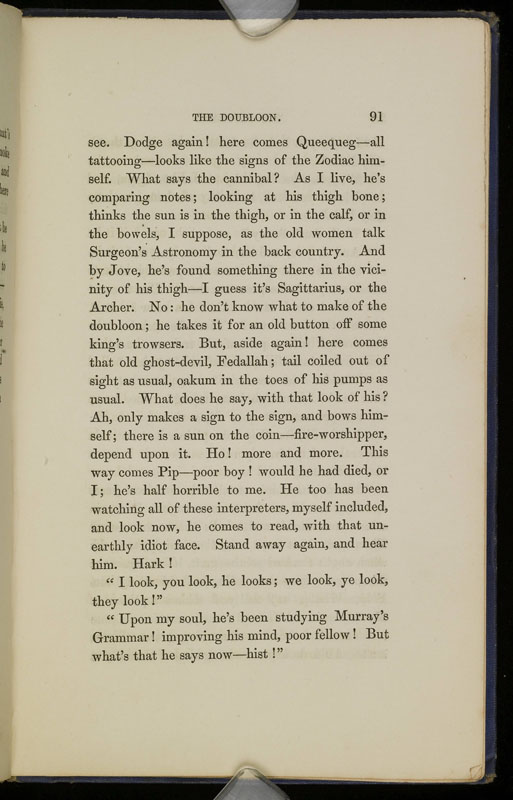 THE DOUBLOON. 91
see. Dodge again! here comes Queequeg—all
tattooing—looks like the signs of the Zodiac him-
self. What says the cannibal? As I live, he's
comparing notes; looking at his thigh bone;
thinks the sun is in the thigh, or in the calf, or in
the bowels, I suppose, as the old women talk
Surgeon's Astronomy in the back country. And
by Jove, he's found something there in the vici-
nity of his thigh—I guess it's Sagittarius, or the
Archer. No: he don't know what to make of the
doubloon; he takes it for an old button off some
king's trowsers. But, aside again! here comes
that old ghost-devil, Fedallah; tail coiled out of
sight as usual, oakum in the toes of his pumps as
usual. What does he say, with that look of his?
Ah, only makes a sign to the sign, and bows him-
self; there is a sun on the coin—fire-worshipper,
depend upon it. Ho! more and more. This
way comes Pip—poor boy! would he had died, or
I; he's half horrible to me. He too has been
watching all of these interpreters, myself included,
and look now, he comes to read, with that un-
earthly idiot face. Stand away again, and hear
him. Hark!
“I look, you look, he looks; we look, ye look,
they look!”
“Upon my soul, he's been studying Murray's
Grammar! improving his mind, poor fellow! But
what's that he says now—hist!”